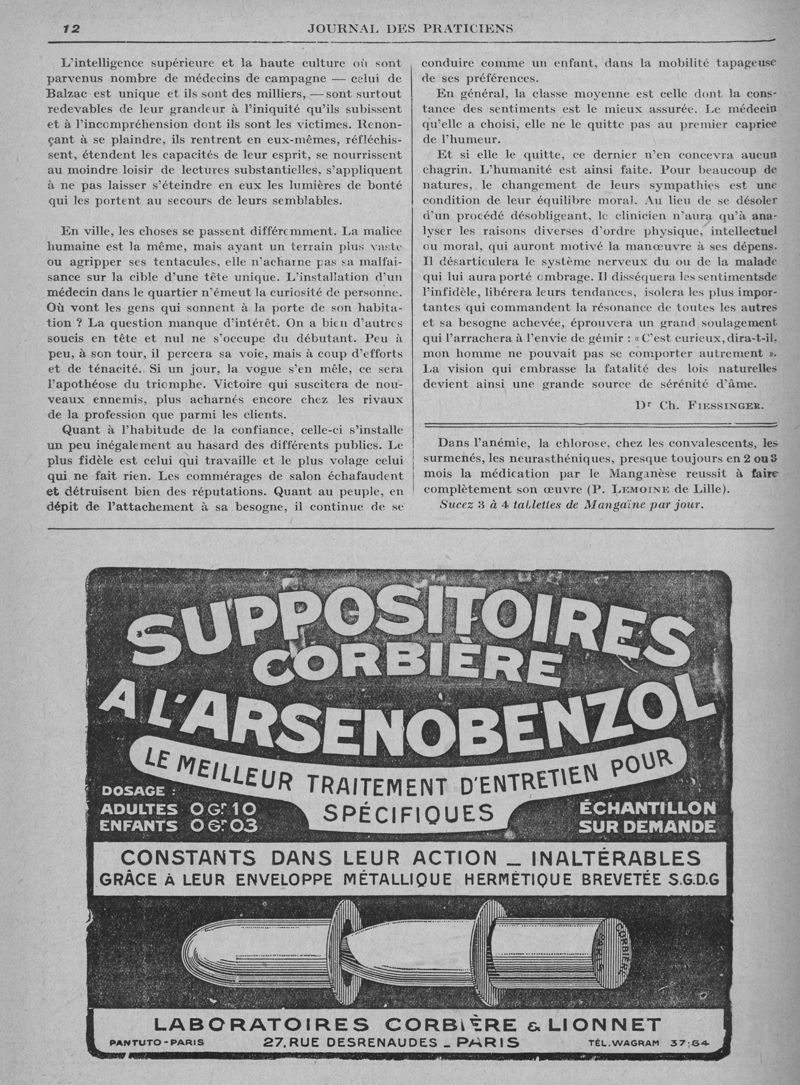 12
JOURNAL DES PRATICIENS
L'intelligence supérieure et la haute culture où sont
parvenus nombre de médecins de campagne — celui de
Balzac est unique et ils sont des milliers, — sont surtout
redevables de leur grandeur à l'iniquité qu'ils subissent
et à l'incompréhension dont ils sont les victimes. Renon-
çant à se plaindre, ils rentrent en eux-mêmes, réfléchis-
sent, étendent les capacités de leur esprit, se nourrissent
au moindre loisir de lectures substantielles, s'appliquent
à ne pas laisser s'éteindre en eux les lumières de bonté
qui les portent au secours de leurs semblables.
En ville, les choses se passent différemment. La malice
humaine est la même, mais ayant un terrain plus vaste
ou agripper ses tentacules, elle n'acharne pas sa malfai-
sance sur la cible d'une tête unique. L'installation d'un
médecin dans le quartier n'émeut la curiosité de personne.
Où vont les gens qui sonnent à la porte de son habita-
tion ? La question manque d'intérêt. On a bien d'autres
soucis en tête et nul ne s'occupe du débutant. Peu à
peu, à son tour, il percera sa voie, mais à coup d'efforts
et de ténacité. Si un jour, la vogue s'en mêle, ce sera
l'apothéose du triomphe. Victoire qui suscitera de nou-
veaux ennemis, plus acharnés encore chez les rivaux
de la profession que parmi les clients.
Quant à l'habitude de la confiance, celle-ci s'installe
un peu inégalement au hasard des différents publics. Le
plus fidèle est celui qui travaille et le plus volage celui
qui ne fait rien. Les commérages de salon échafaudent
et détruisent bien des réputations. Quant au peuple, en
dépit de l'attachement à sa besogne, il continue de se
conduire comme un enfant, dans la mobilité tapageuse
de ses préférences.
En général, la classe moyenne est celle dont la cons-
tance des sentiments est le mieux assurée. Le médecin
qu'elle a choisi, elle ne le quitte pas au premier caprice
de l'humeur.
Et si elle le quitte, ce dernier n'en concevra aucun
chagrin. L'humanité est ainsi faite. Pour beaucoup de
natures, le changement de leurs sympathies est une
condition de leur équilibre moral. Au lieu de se désoler
d'un procédé désobligeant, le clinicien n'aura qu'à ana-
lyser les raisons diverses d'ordre physique, intellectuel
ou moral, qui auront motivé la manœuvre à ses dépens.
Il désarticulera le système nerveux du ou de la malade
qui lui aura porté ombrage. Il disséquera les sentimentsde
l'infidèle, libérera leurs tendances, isolera les plus impor-
tantes qui commandent la résonance de toutes les autres
et sa besogne achevée, éprouvera un grand soulagement
qui l'arrachera à l'envie de gémir : « C'est curieux, dira-t-il,
mon homme ne pouvait pas se comporter autrement ».
La vision qui embrasse la fatalité des lois naturelles
devient ainsi une grande source de sérénité d'âme.
Dr Ch. FIESSINGER.
Dans l'anémie, la chlorose, chez les convalescents, les
surmenés, les neurasthéniques, presque toujours en 2 ou 3
mois la médication par le Manganèse reussit à faire
complètement son œuvre (P. LEMOINE de Lille).
Sucez 3 à 4 tablettes de Mangaïne par jour.
SUPPOSITOIRES
CORBIÈRE
A L'ARSENOBENZOL
LE MEILLEUR TRAITEMENT D'ENTRETIEN POUR
SPÉCIFIQUES
DOSAGE :
ADULTES 0 Gr 10
ENFANTS 0 Gr 03
ÉCHANTILLON
SUR DEMANDE
CONSTANTS DANS LEUR ACTION _ INALTÉRABLES
GRÂCE À LEUR ENVELOPPE MÉTALLIQUE HERMÉTIQUE BREVETÉE S.G.D.G
CORBIÈRE
PARIS
LABORATOIRES CORBIÈRE & LIONNET
PANTUTO - PARIS
27, RUE DESRENAUDES _ PARIS
TÉL. WAGRAM 37:64